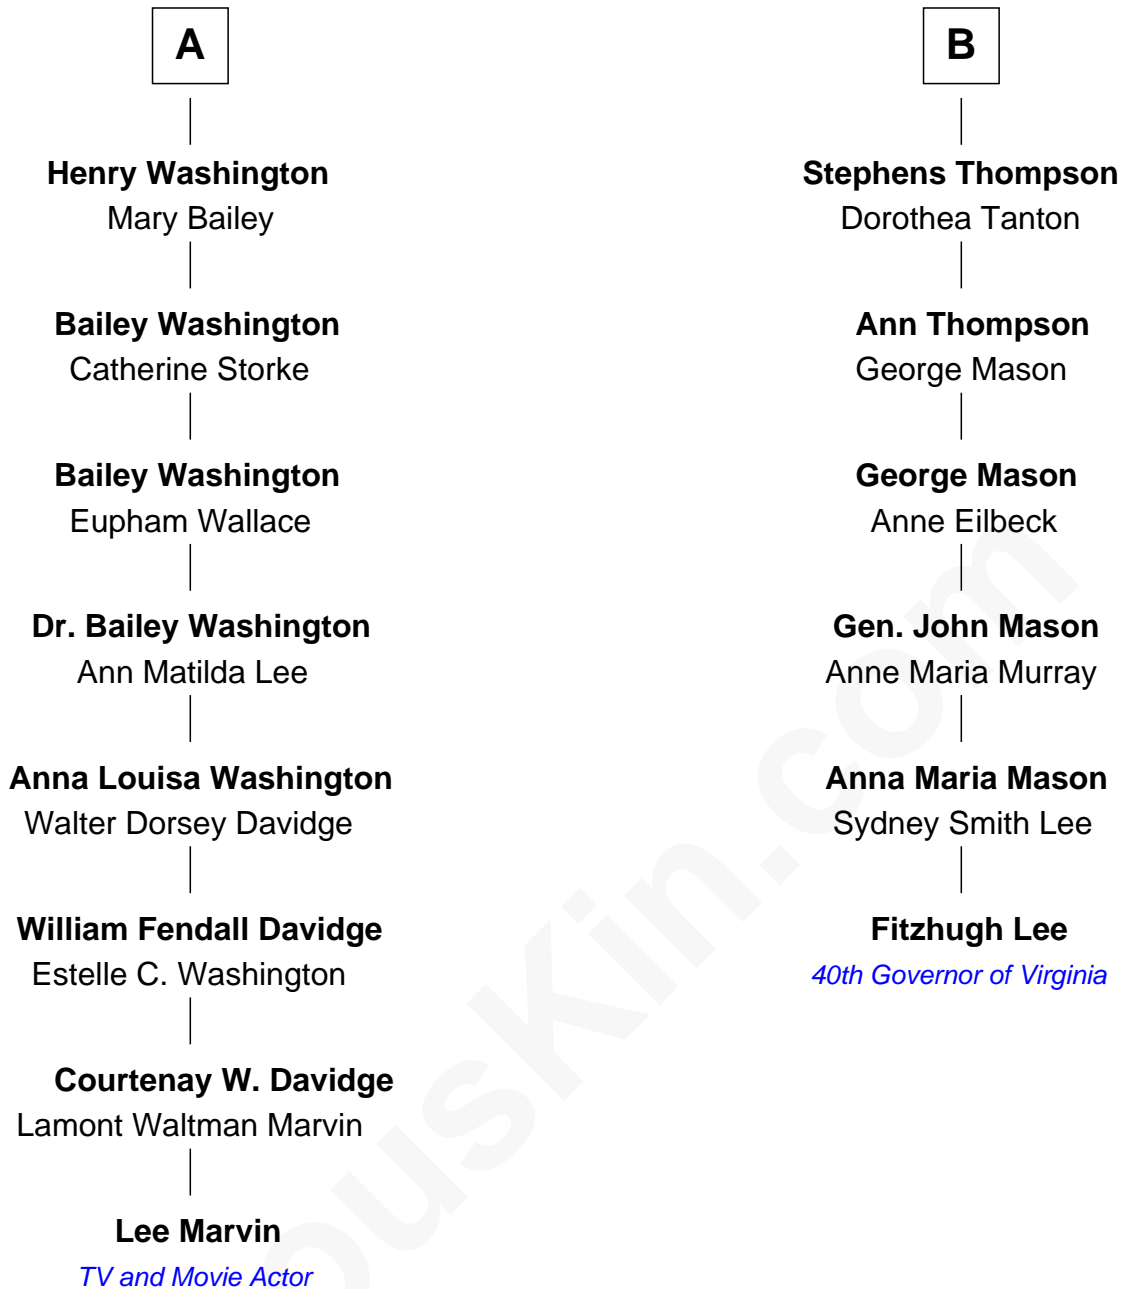 A
B
Henry Washington
Mary Bailey
Stephens Thompson
Dorothea Tanton
Bailey Washington
Catherine Storke
Ann Thompson
George Mason
Bailey Washington
Eupham Wallace
George Mason
Anne Eilbeck
Dr. Bailey Washington
Ann Matilda Lee
Gen. John Mason
Anne Maria Murray
Anna Louisa Washington
Walter Dorsey Davidge
Anna Maria Mason
Sydney Smith Lee
William Fendall Davidge
Estelle C. Washington
Fitzhugh Lee
40th Governor of Virginia
Courtenay W. Davidge
Lamont Waltman Marvin
Lee Marvin
TV and Movie Actor
ousKin.com